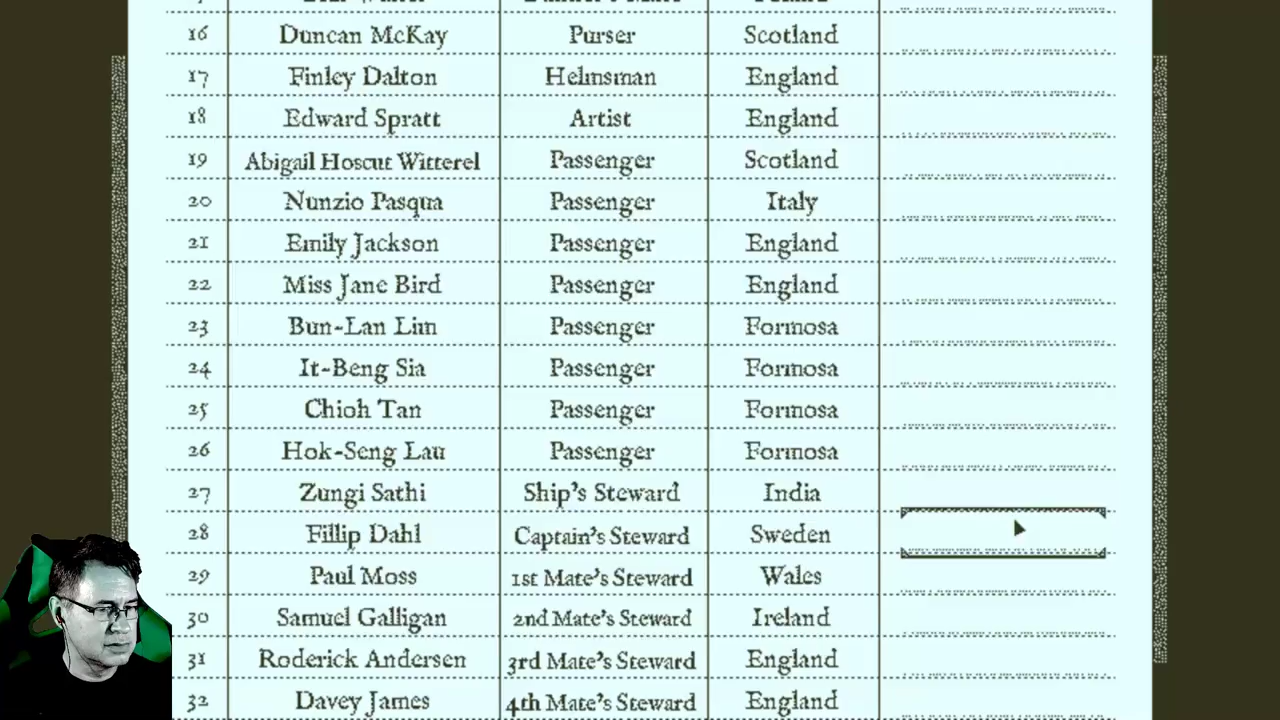 16 Duncan McKay Purser Scotland
17 Finley Dalton Helmsman England
18 Edward Spratt Artist England
19 Abigail Hoscut Witterel Passenger Scotland
20 Nunzio Pasqua Passenger Italy
21 Emily Jackson Passenger England
22 Miss Jane Bird Passenger England
23 Bun-Lan Lim Passenger Formosa
24 It-Beng Sia Passenger Formosa
25 Chioh Tan Passenger Formosa
26 Hok-Seng Lau Passenger Formosa
27 Zungi Sathi Ship's Steward India
28 Fillip Dahl Captain's Steward Sweden
29 Paul Moss 1st Mate's Steward Wales
30 Samuel Galligan 2nd Mate's Steward Ireland
31 Roderick Andersen 3rd Mate's Steward England
32 Davey James 4th Mate's Steward England